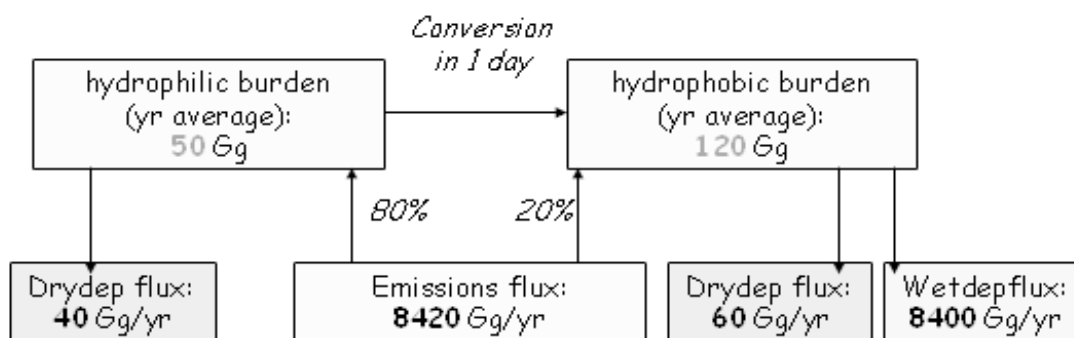 Conversion
in 1 day
hydrophilic burden
(yr average):
50 Gg
hydrophobic burden
(yr average):
120 Gg
80%
20%
Drydep flux:
40 Gg/yr
Emissions flux:
8420 Gg/yr
Drydep flux:
60 Gg/yr
Wetdepflux:
8400 Gg/yr